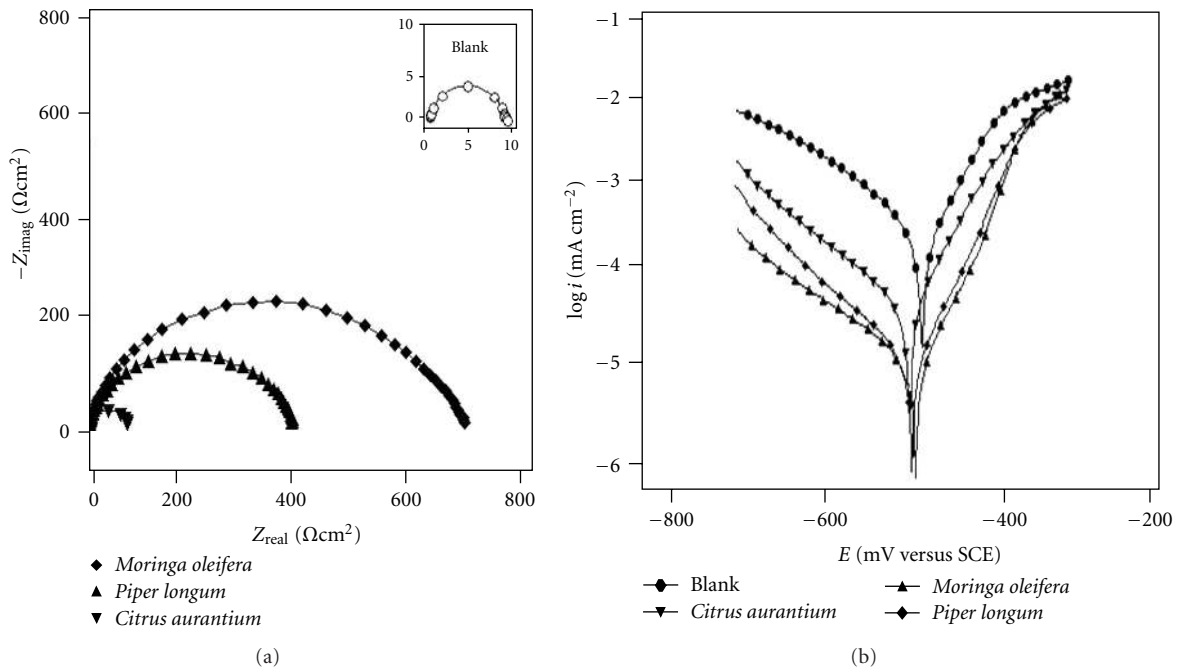 800
600
400
200
0
−Z_imag (Ωcm²)
10
5
0
Blank
0
5
10
0
200
400
600
800
Z_real (Ωcm²)
Moringa oleifera
Piper longum
Citrus aurantium
(a)
−1
−2
−3
−4
−5
−6
log i (mA cm⁻²)
−800
−600
−400
−200
E (mV versus SCE)
Blank
Moringa oleifera
Citrus aurantium
Piper longum
(b)